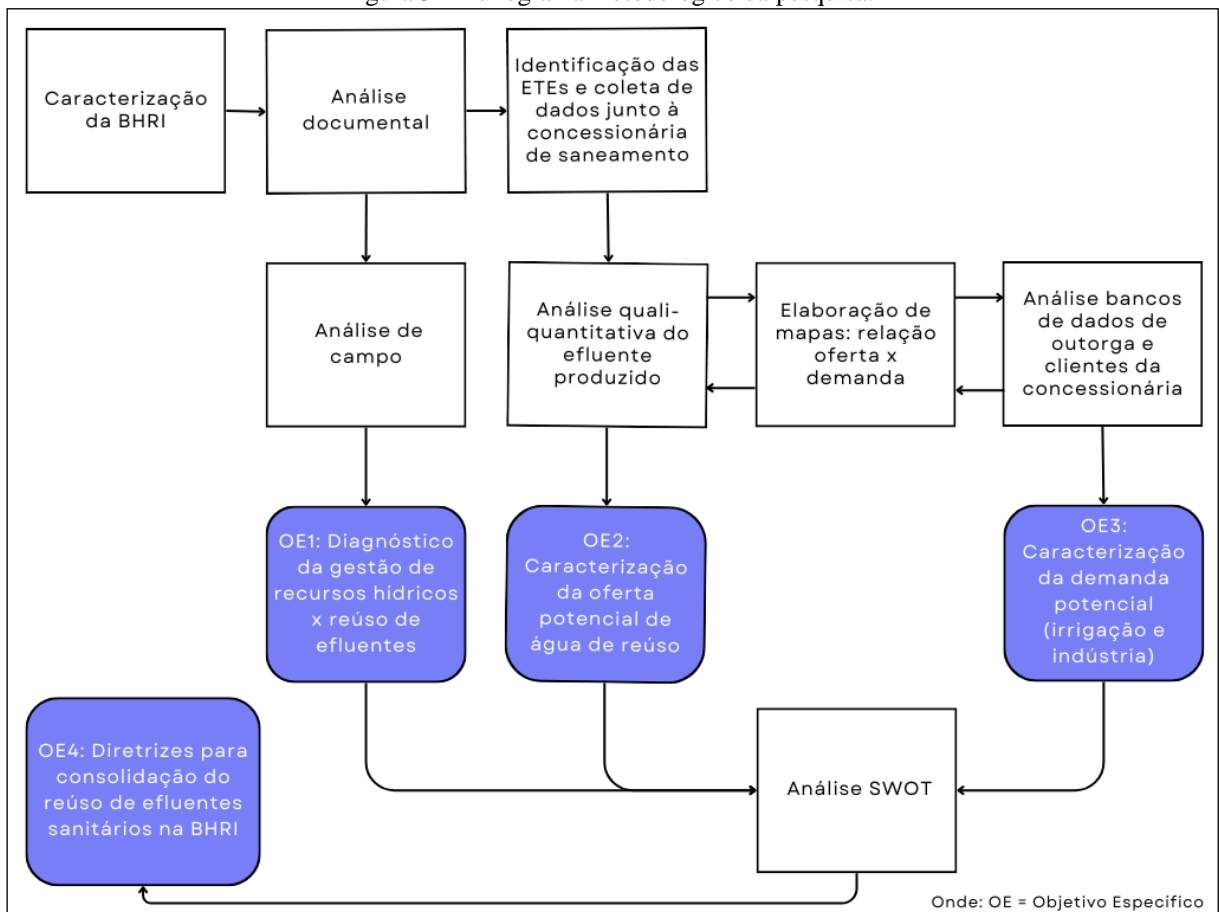 Caracterização
da BHRI
Análise
documental
Identificação das
ETEs e coleta de
dados junto à
concessionária
de saneamento
Análise de
campo
Análise quali-
quantitativa do
efluente
produzido
Elaboração de
mapas: relação
oferta x
demanda
Análise bancos
de dados de
outorga e
clientes da
concessionária
OE1: Diagnóstico
da gestão de
recursos hídricos
x reúso de
efluentes
OE2:
Caracterização
da oferta
potencial de
água de reúso
OE3:
Caracterização
da demanda
potencial
(irrigação e
indústria)
OE4: Diretrizes para
consolidação do
reúso de efluentes
sanitários na BHRI
Análise SWOT
Onde: OE = Objetivo Específico